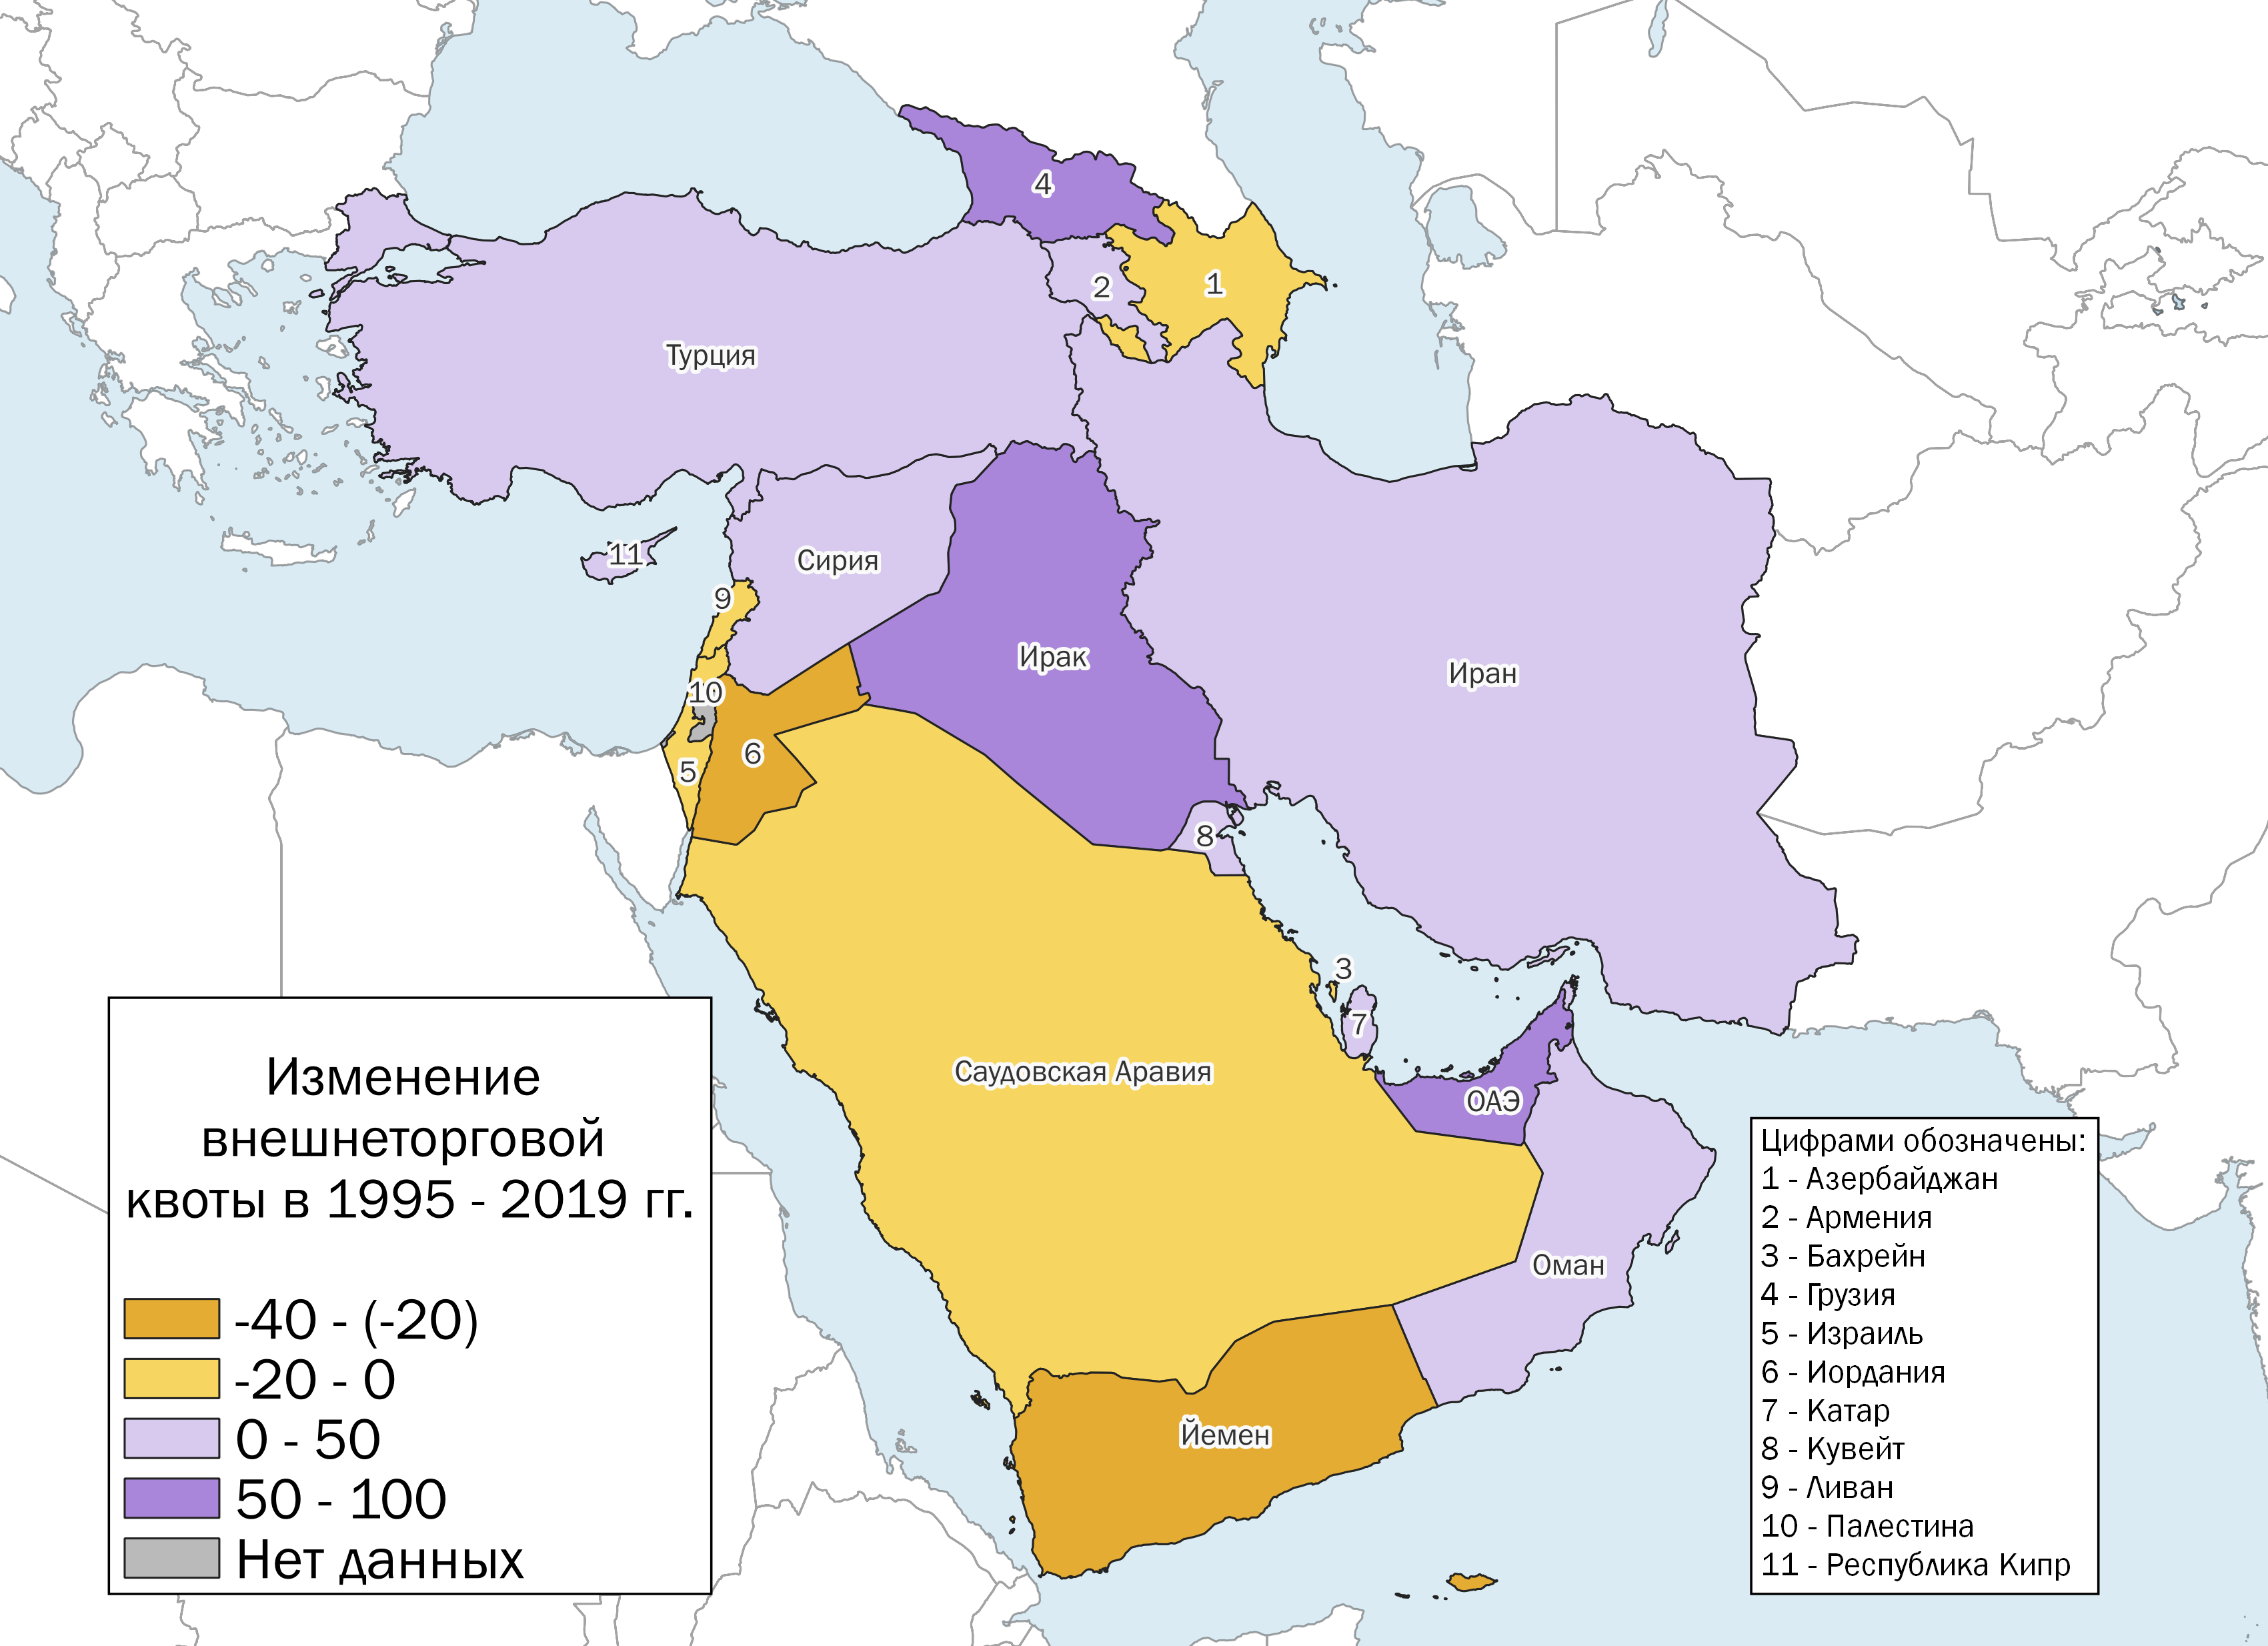 4
1
2
Турция
11
Сирия
9
Ирак
Иран
10
6
5
8
3
7
Саудовская Аравия
ОАЭ
Оман
Йемен
Изменение
внешнеторговой
квоты в 1995 - 2019 гг.
-40 - (-20)
-20 - 0
0 - 50
50 - 100
Нет данных
Цифрами обозначены:
1 - Азербайджан
2 - Армения
3 - Бахрейн
4 - Грузия
5 - Израиль
6 - Иордания
7 - Катар
8 - Кувейт
9 - Ливан
10 - Палестина
11 - Республика Кипр